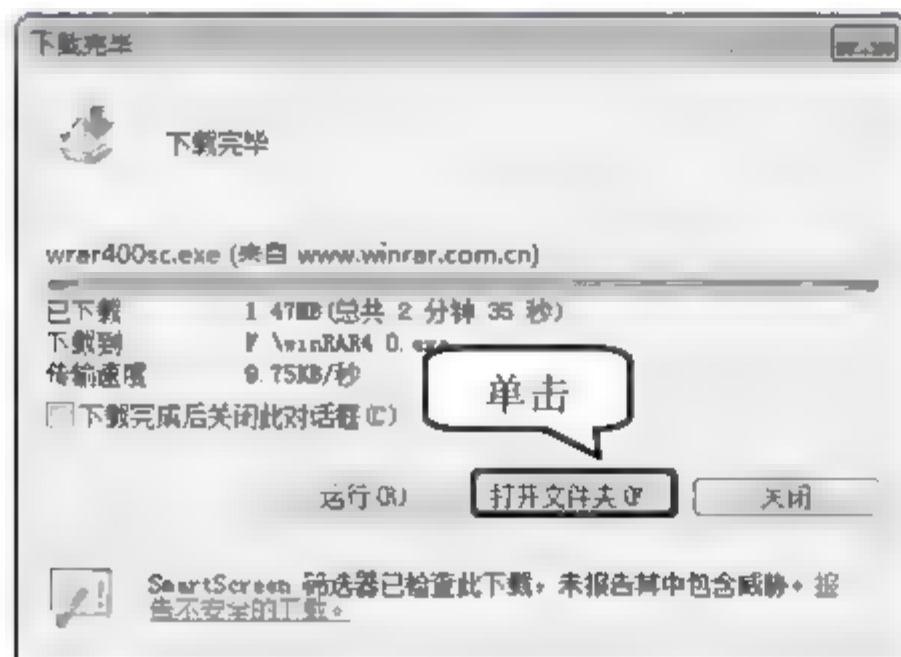 下载完毕
下载完毕
wrar400sc.exe (来自 www.winrar.com.cn)
已下载 1.47MB(总共 2 分钟 35 秒)
下载到 F:\winRAR4.0.exe
传输速度 9.75KB/秒
下载完成后关闭此对话框(C)
单击
运行(R) 打开文件夹(F 关闭
SmartScreen 筛选器已检查此下载，未报告其中包含威胁。报
告不安全的下载。